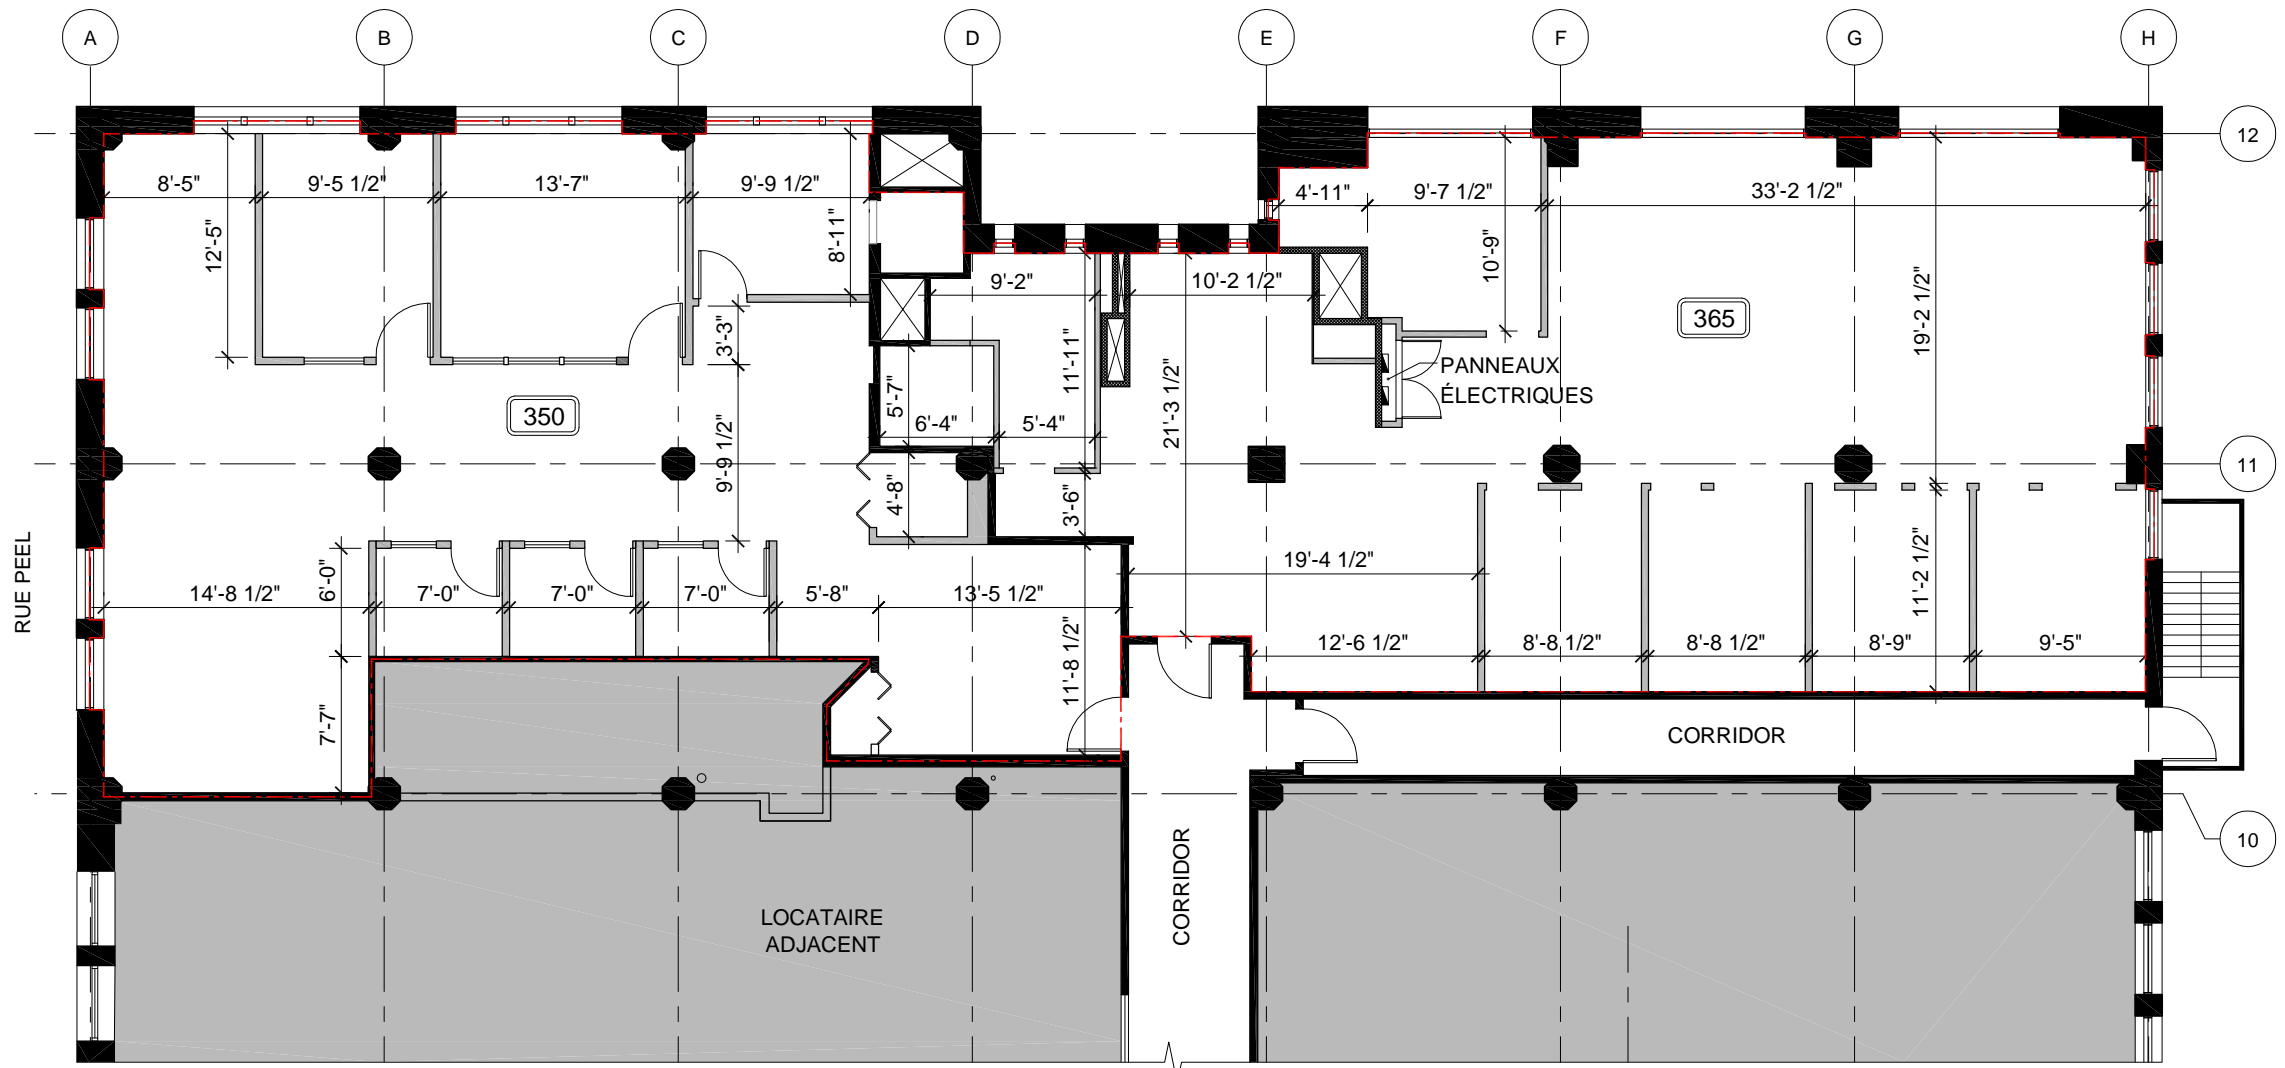 A B C D E F G H
12
8'-5" 9'-5 1/2" 13'-7" 9'-9 1/2" 4'-11" 9'-7 1/2" 33'-2 1/2"
12'-5" 8'-11" 9'-2" 10'-2 1/2" 10'-9" 19'-2 1/2"
365
3'-3" 11'-11"
PANNEAUX
ÉLECTRIQUES
350
5'-7" 6'-4" 5'-4" 21'-3 1/2"
11
9'-9 1/2" 4'-8" 3'-6"
RUE PEEL
6'-0" 19'-4 1/2" 11'-2 1/2"
14'-8 1/2" 7'-0" 7'-0" 7'-0" 5'-8" 13'-5 1/2"
12'-6 1/2" 8'-8 1/2" 8'-8 1/2" 8'-9" 9'-5"
7'-7" 11'-8 1/2"
CORRIDOR
10
CORRIDOR
LOCATAIRE
ADJACENT